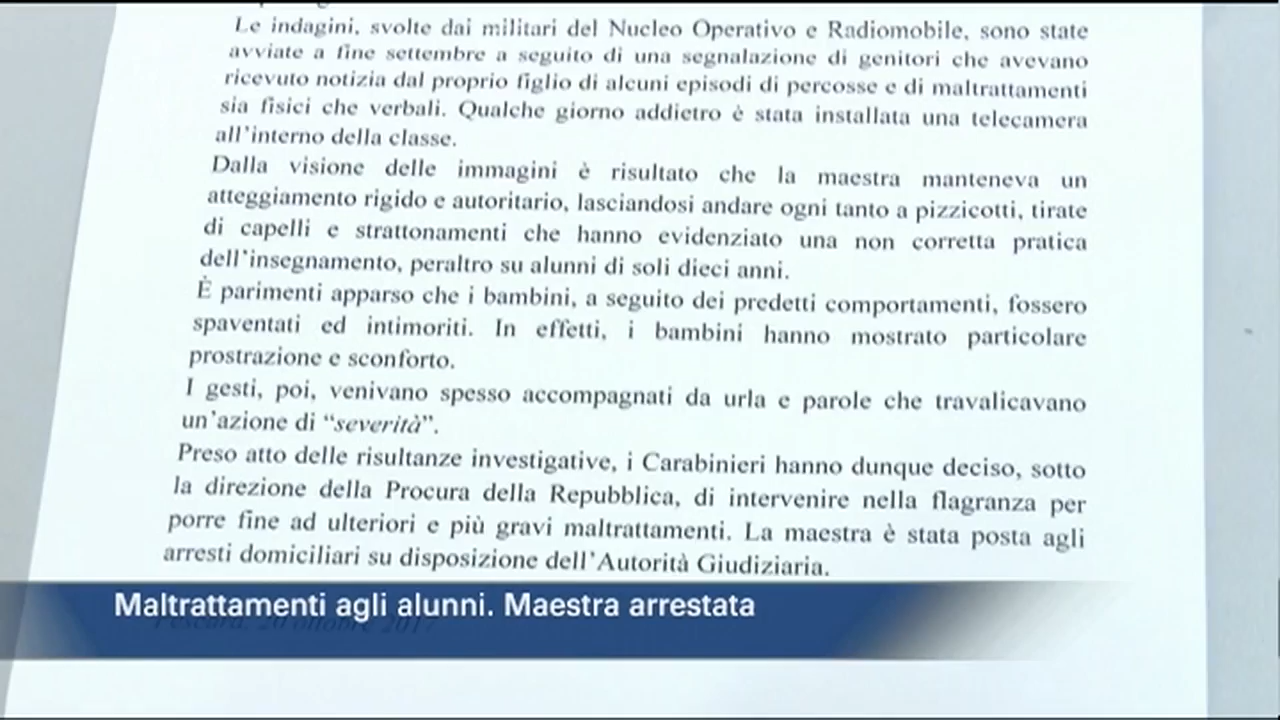 Le indagini, svolte dai militari del Nucleo Operativo e Radiomobile, sono state
avviate a fine settembre a seguito di una segnalazione di genitori che avevano
ricevuto notizia dal proprio figlio di alcuni episodi di percosse e di maltrattamenti
sia fisici che verbali. Qualche giorno addietro è stata installata una telecamera
all'interno della classe.
Dalla visione delle immagini è risultato che la maestra manteneva un
atteggiamento rigido e autoritario, lasciandosi andare ogni tanto a pizzicotti, tirate
di capelli e strattonamenti che hanno evidenziato una non corretta pratica
dell'insegnamento, peraltro su alunni di soli dieci anni.
È parimenti apparso che i bambini, a seguito dei predetti comportamenti, fossero
spaventati ed intimoriti. In effetti, i bambini hanno mostrato particolare
prostrazione e sconforto.
I gesti, poi, venivano spesso accompagnati da urla e parole che travalicavano
un'azione di “severità”.
Preso atto delle risultanze investigative, i Carabinieri hanno dunque deciso, sotto
la direzione della Procura della Repubblica, di intervenire nella flagranza per
porre fine ad ulteriori e più gravi maltrattamenti. La maestra è stata posta agli
arresti domiciliari su disposizione dell'Autorità Giudiziaria.
Maltrattamenti agli alunni. Maestra arrestata